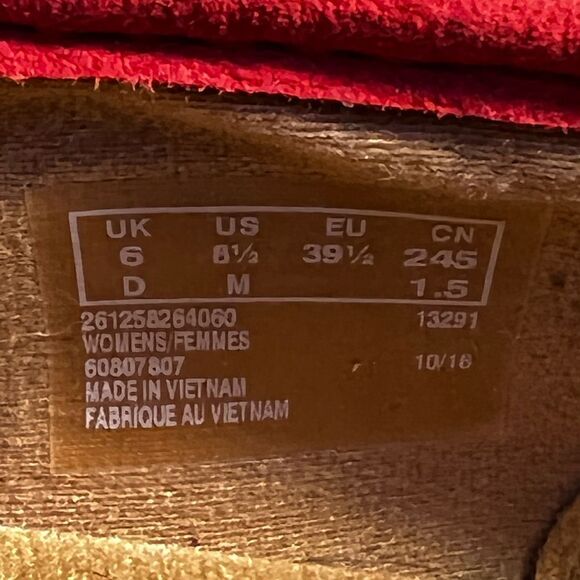 UK US EU CN
6 8½ 39½ 245
D M 1.5
261258264060 13291
WOMENS/FEMMES
60807807 10/16
MADE IN VIETNAM
FABRIQUE AU VIETNAM